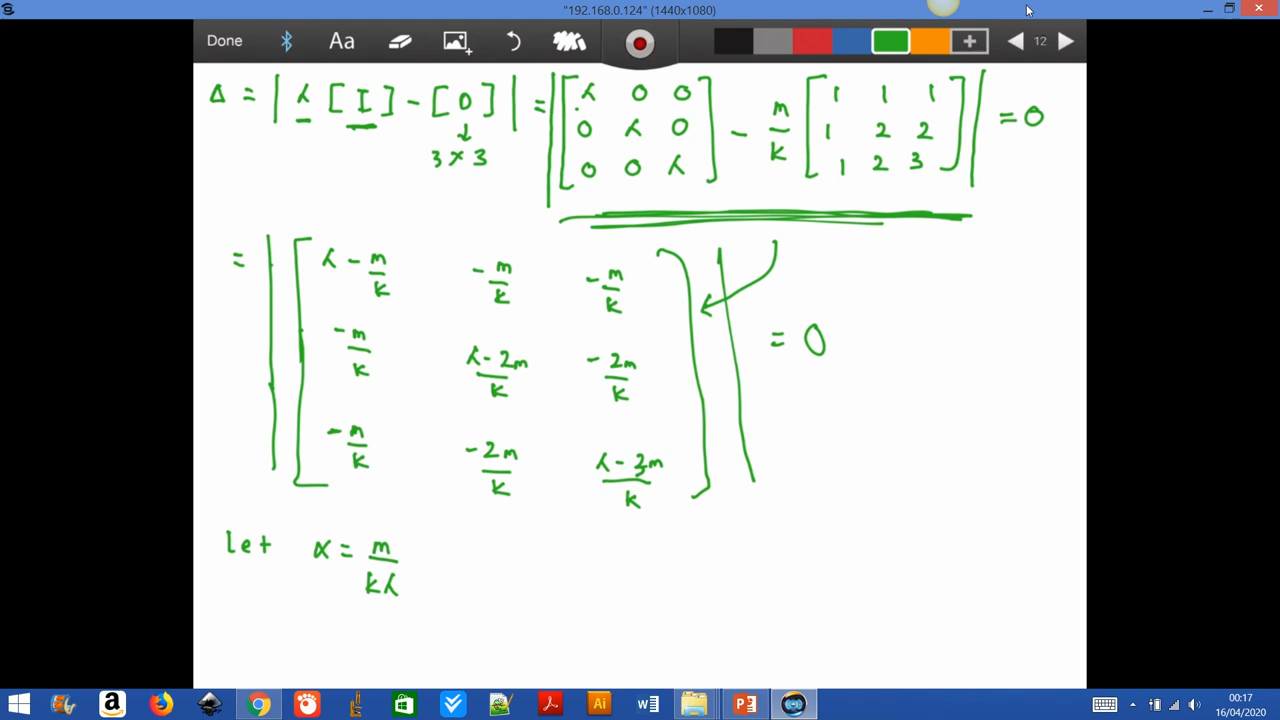 "192.168.0.124" (1440x1080)
Done Aa 12
Δ = | λ [ I ] - [ D ] | = | [ λ 0 0 ; 0 λ 0 ; 0 0 λ ] - m/k [ 1 1 1 ; 1 2 2 ; 1 2 3 ] | = 0
↓
3 × 3
= | [ λ - m/k   -m/k   -m/k
-m/k   λ-2m/k   -2m/k
-m/k   -2m/k   λ-3m/k ] | = 0
let α = m/kλ
a Ai W P
00:17
16/04/2020